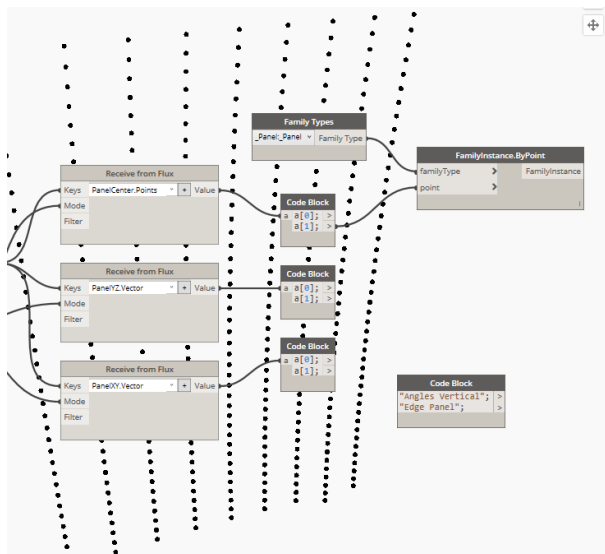 Family Types
_Panel:_Panel Family Type
FamilyInstance.ByPoint
familyType > FamilyInstance
point >
l
Receive from Flux
Keys PanelCenter.Points + Value
Mode
Filter
Code Block
a a[0]; >
a[1]; >
Receive from Flux
Keys PanelYZ.Vector + Value
Mode
Filter
Code Block
a a[0]; >
a[1]; >
Receive from Flux
Keys PanelXY.Vector + Value
Mode
Filter
Code Block
a a[0]; >
a[1]; >
Code Block
"Angles Vertical"; >
"Edge Panel"; >